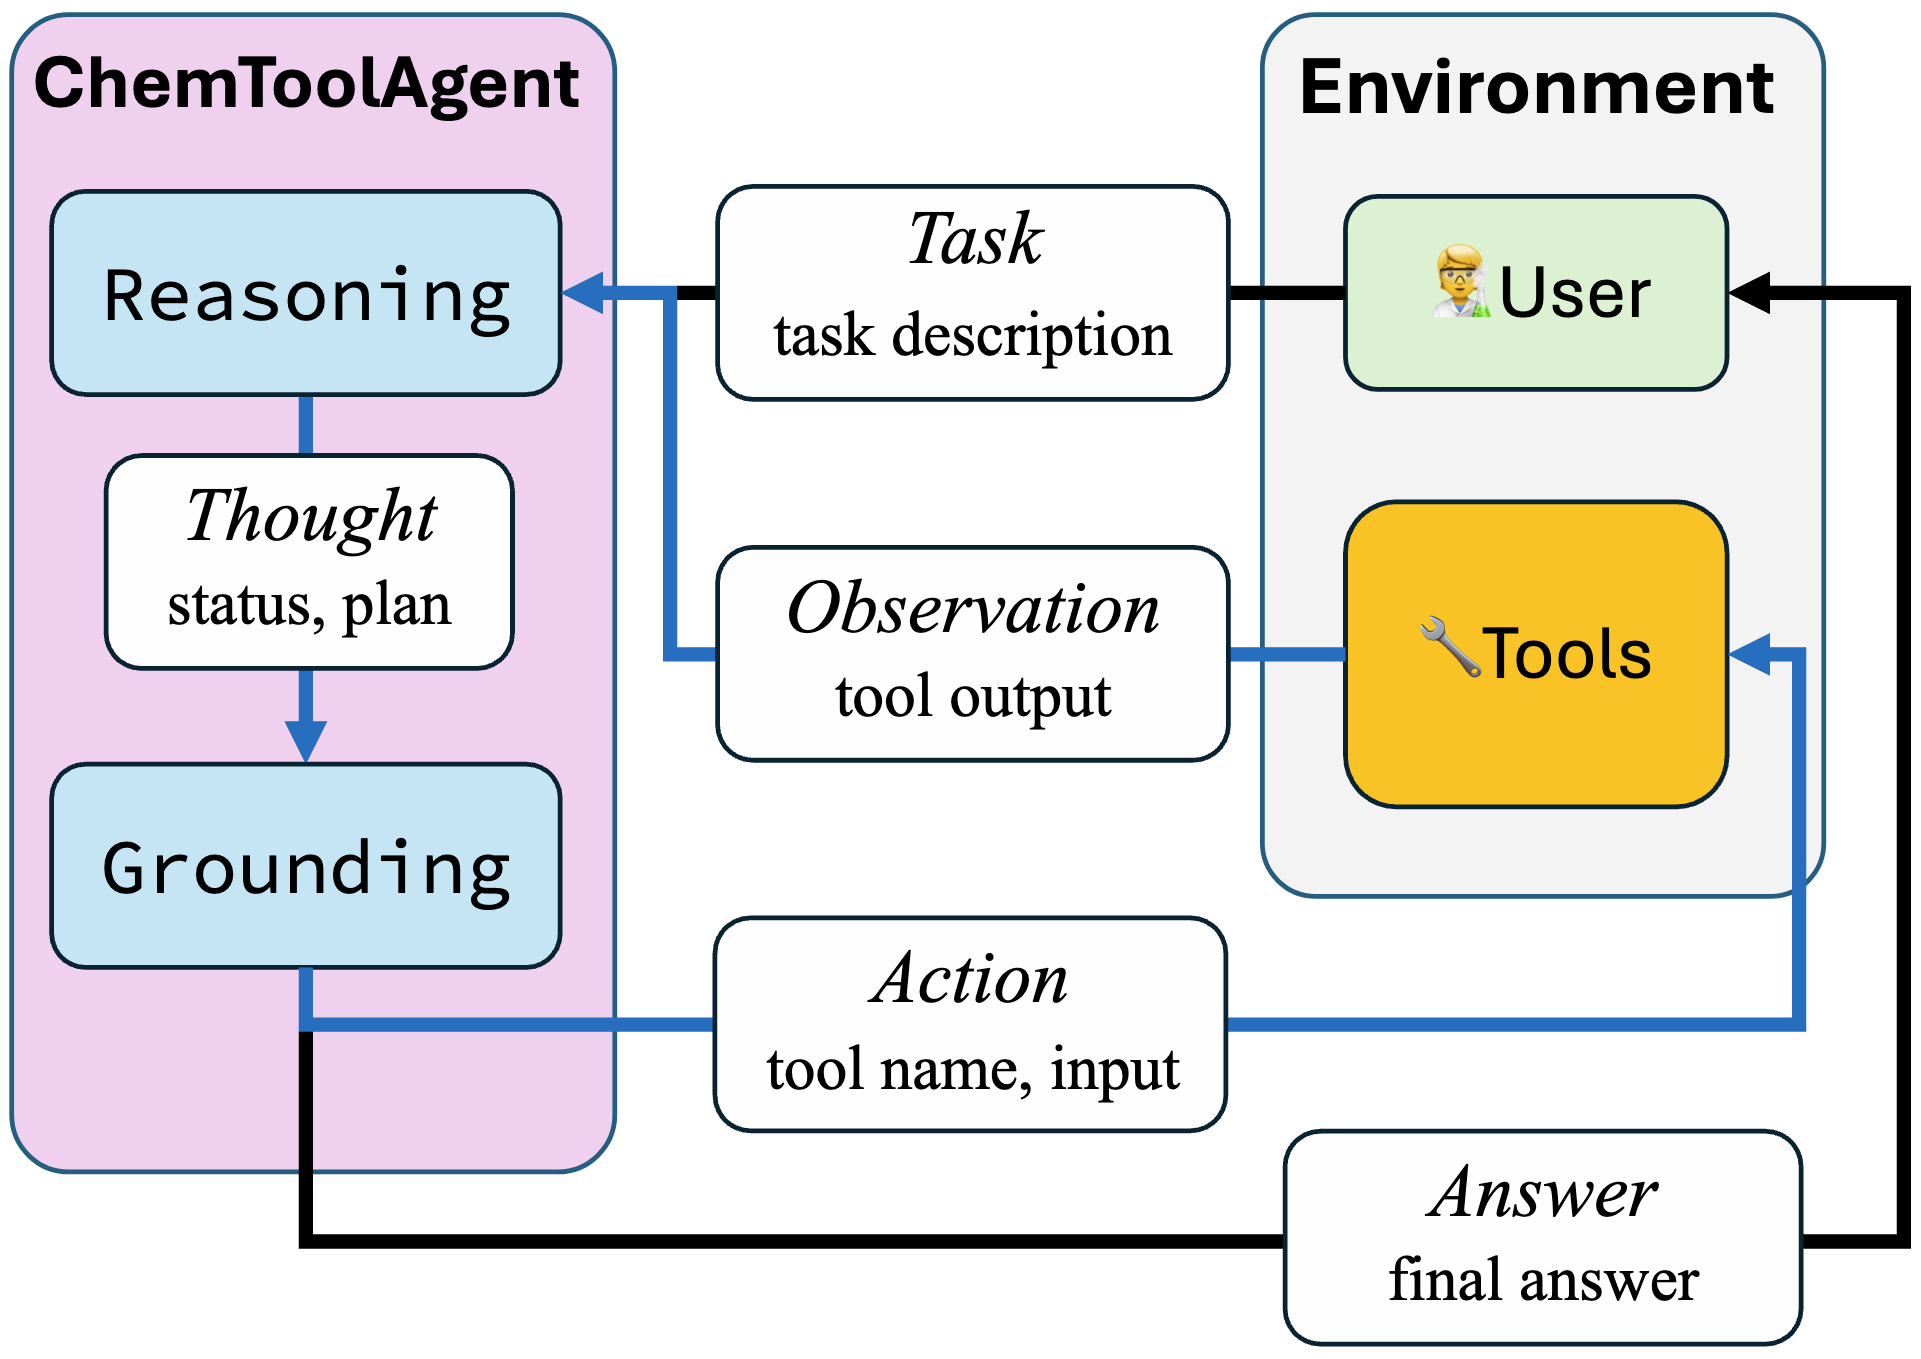 ChemToolAgent
Environment
Reasoning
Task
task description
User
Thought
status, plan
Observation
tool output
Tools
Grounding
Action
tool name, input
Answer
final answer